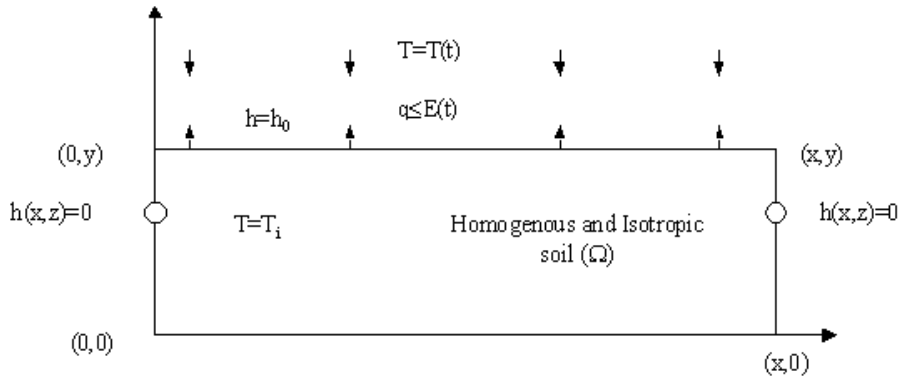 T=T(t)
q≤E(t)
h=h₀
(0,y)
(x,y)
h(x,z)=0
h(x,z)=0
T=Tᵢ
Homogenous and Isotropic
soil (Ω)
(0,0)
(x,0)